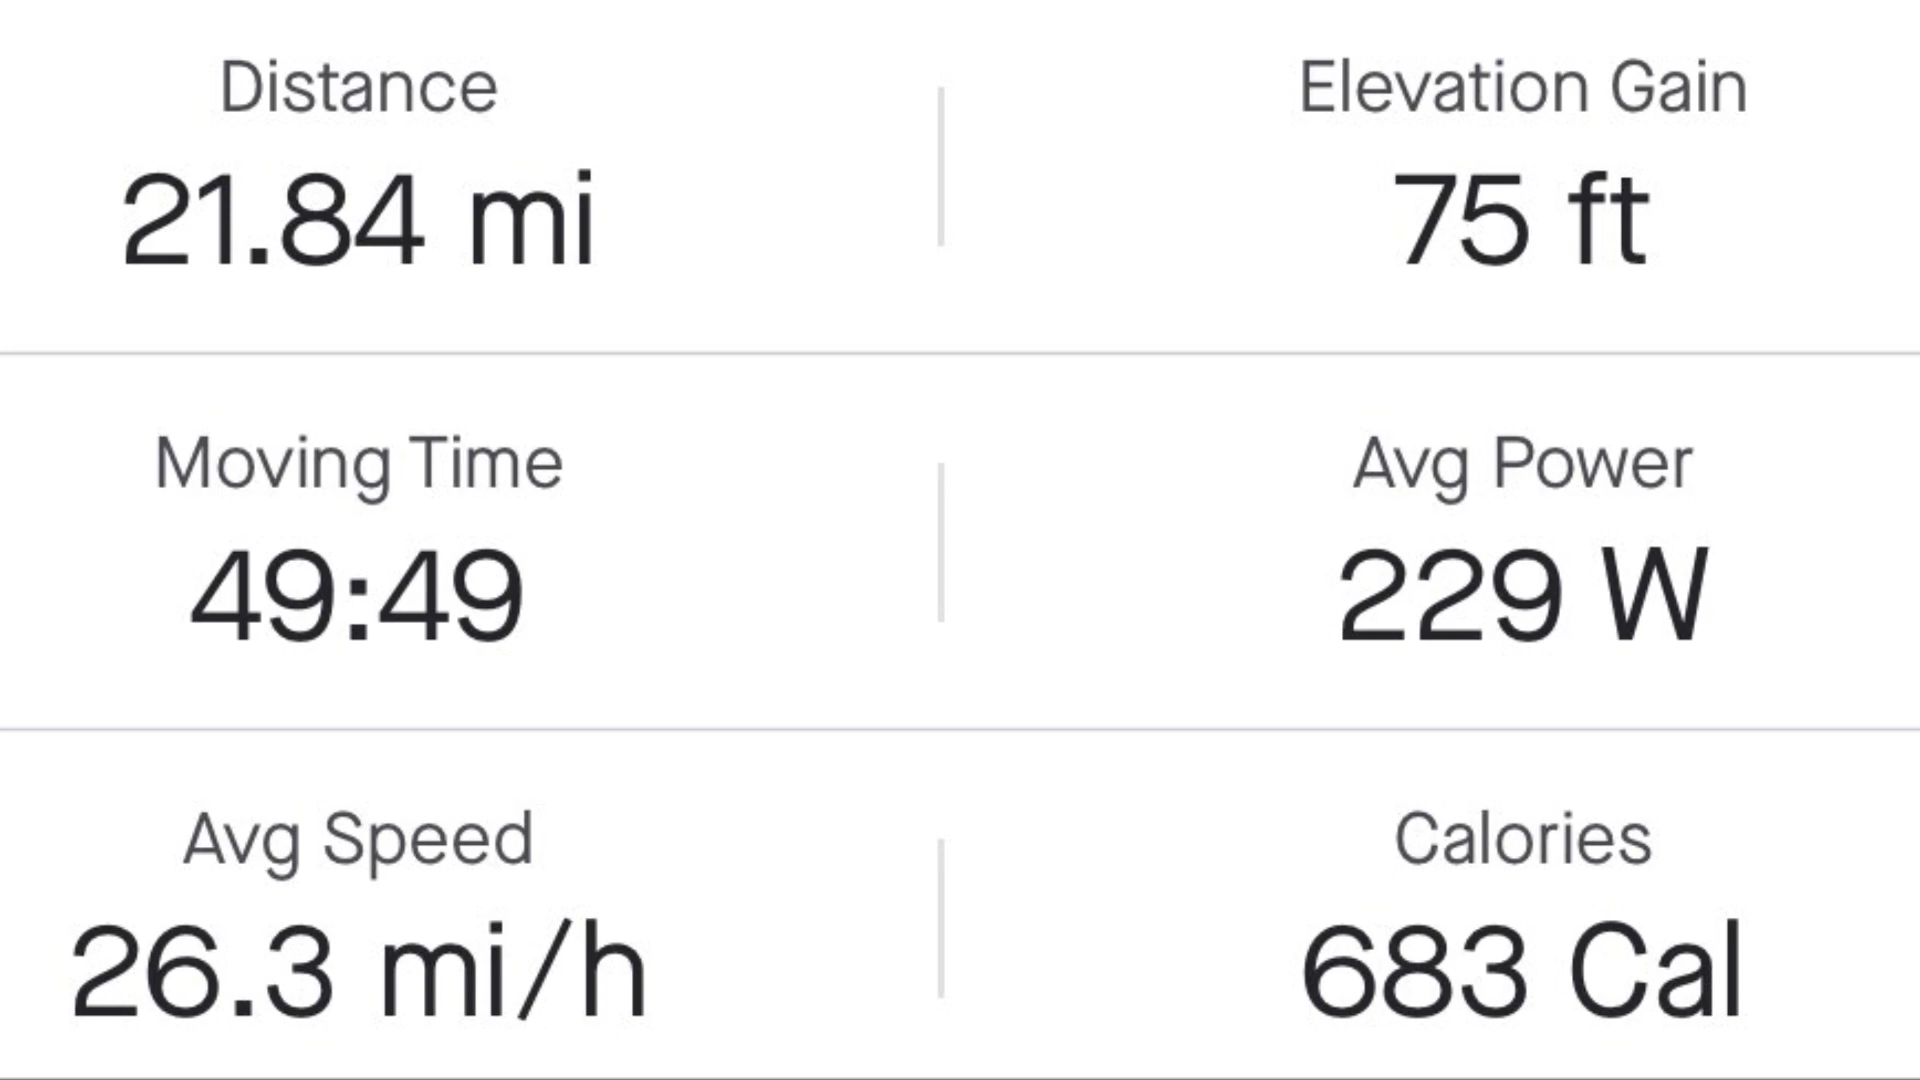 Distance
21.84 mi
Elevation Gain
75 ft
Moving Time
49:49
Avg Power
229 W
Avg Speed
26.3 mi/h
Calories
683 Cal